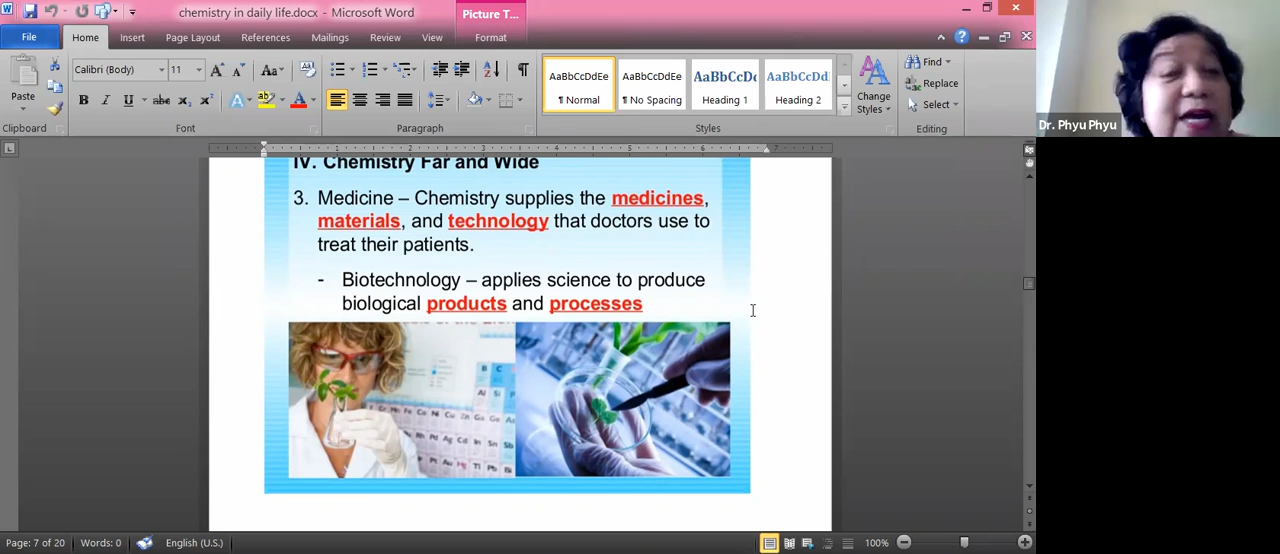 chemistry in daily life.docx - Microsoft Word
Picture T...
File
Home
Insert
Page Layout
References
Mailings
Review
View
Format
Paste
Clipboard
Calibri (Body)
11
Font
Paragraph
AaBbCcDdEe
¶ Normal
AaBbCcDdEe
¶ No Spacing
AaBbCcDc
Heading 1
AaBbCcDd
Heading 2
Styles
Change
Styles
Find
Replace
Select
Editing
Dr. Phyu Phyu
IV. Chemistry Far and Wide
3. Medicine – Chemistry supplies the medicines,
materials, and technology that doctors use to
treat their patients.
- Biotechnology – applies science to produce
biological products and processes
Page: 7 of 20
Words: 0
English (U.S.)
100%